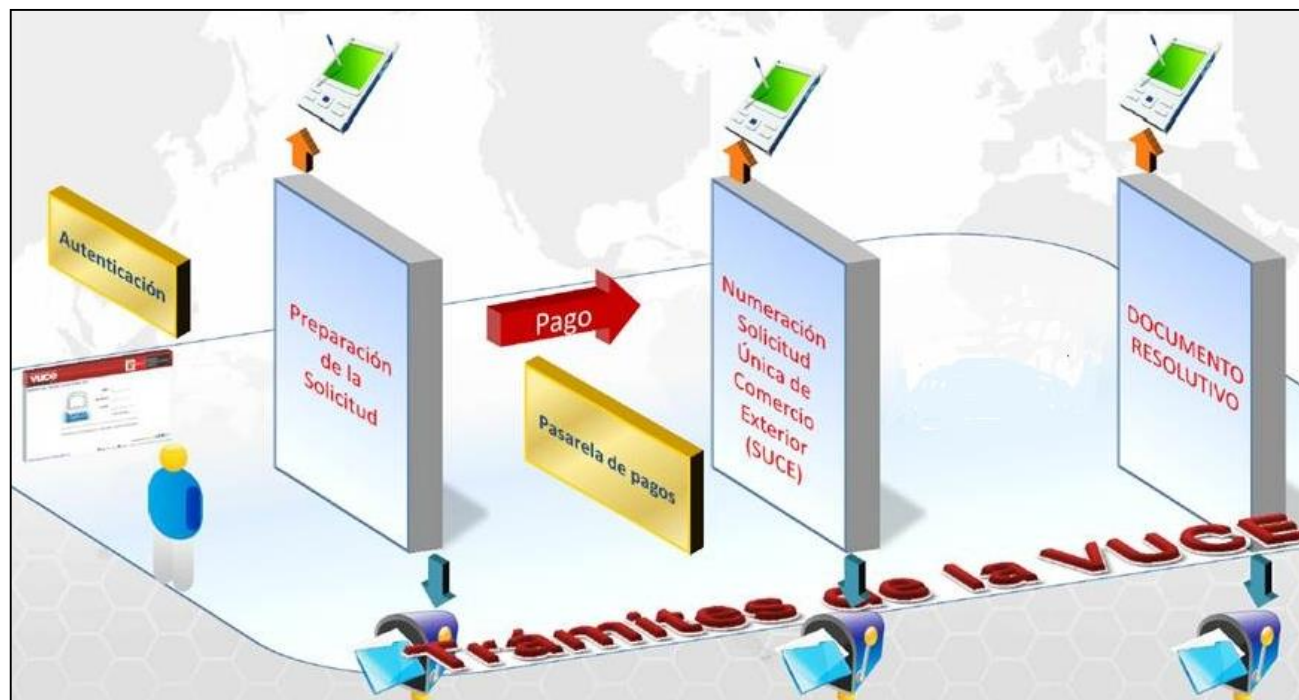 Autenticación
vuce
Preparación
de la
Solicitud
Pago
Pasarela de pagos
Numeración
Solicitud
Única de
Comercio
Exterior
(SUCE)
DOCUMENTO
RESOLUTIVO
Trámites de la VUCE